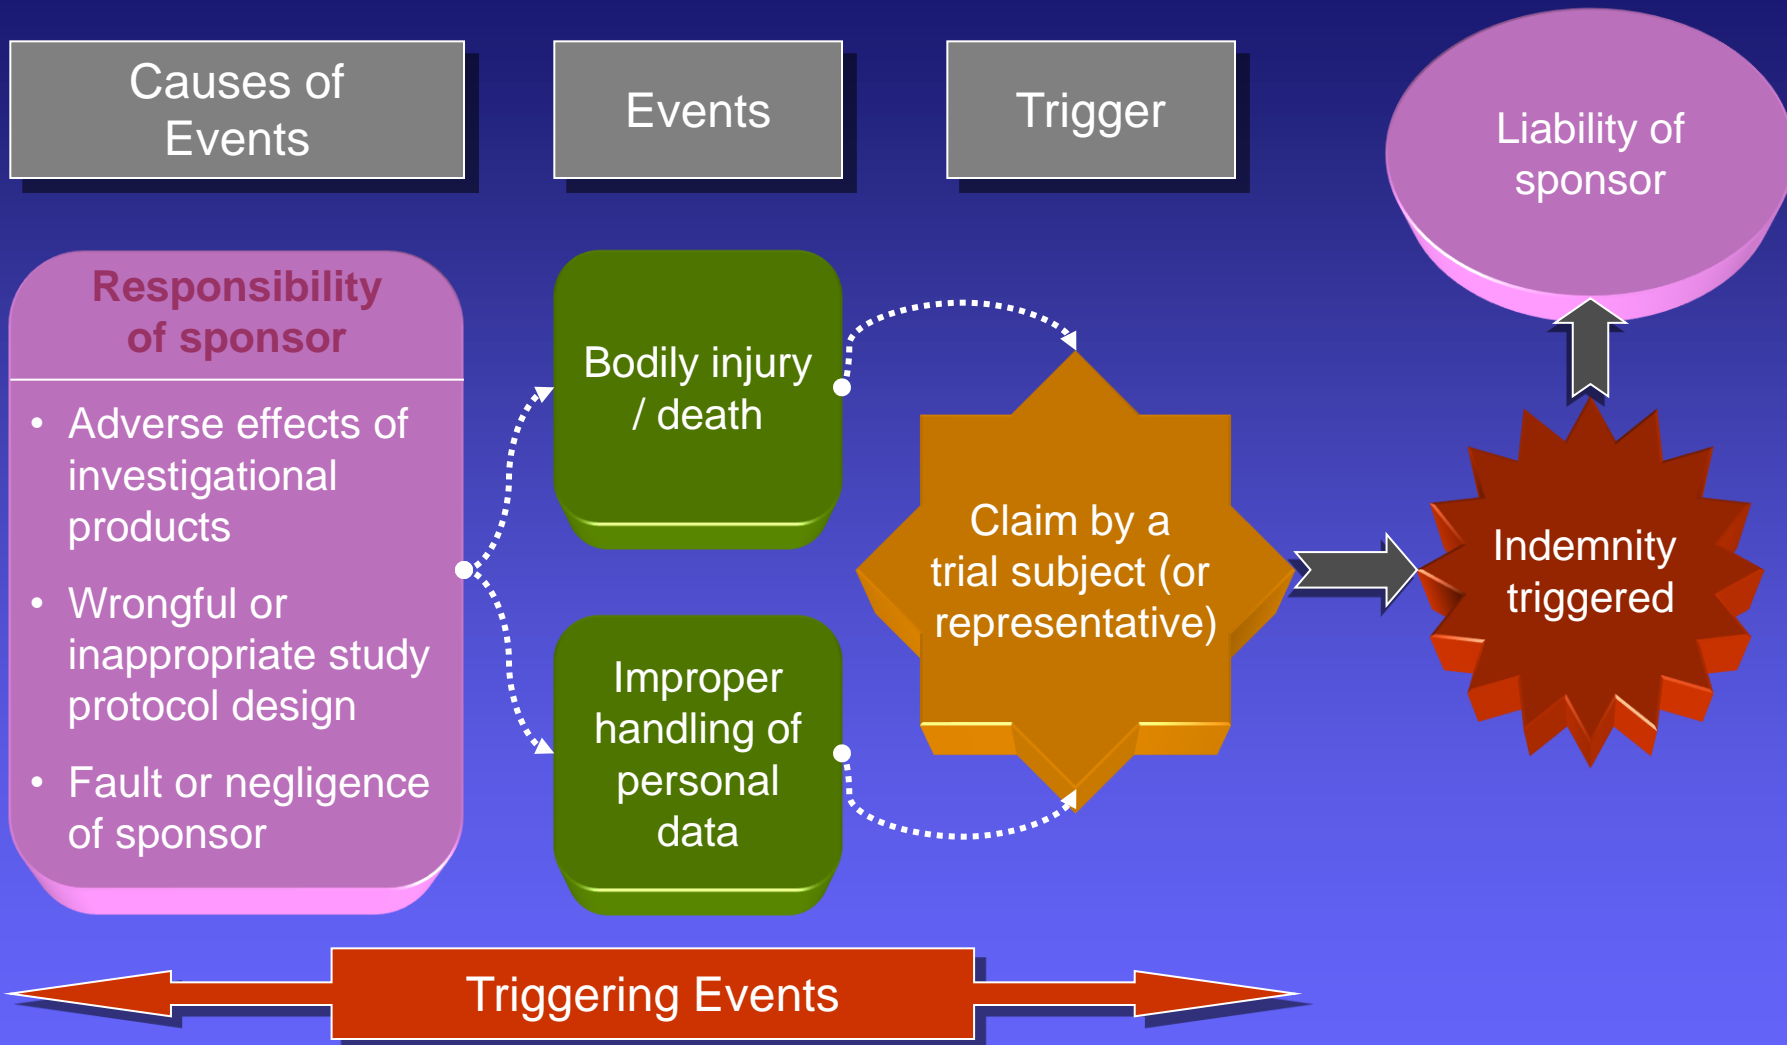 Causes of
Events
Events
Trigger
Liability of
sponsor
Responsibility
of sponsor
• Adverse effects of
investigational
products
• Wrongful or
inappropriate study
protocol design
• Fault or negligence
of sponsor
Bodily injury
/ death
Improper
handling of
personal
data
Claim by a
trial subject (or
representative)
Indemnity
triggered
Triggering Events